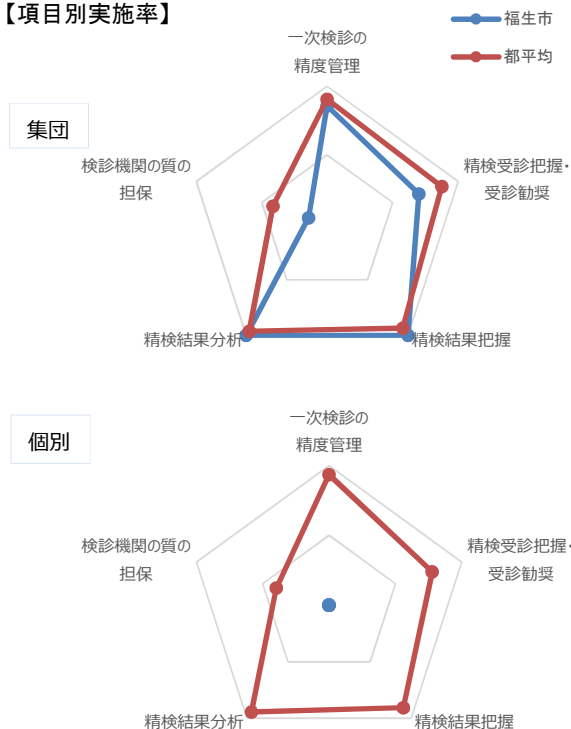 【項目別実施率】
福生市
都平均
集団
一次検診の
精度管理
精検受診把握・
受診勧奨
精検結果把握
精検結果分析
検診機関の質の
担保
個別
一次検診の
精度管理
精検受診把握・
受診勧奨
精検結果把握
精検結果分析
検診機関の質の
担保